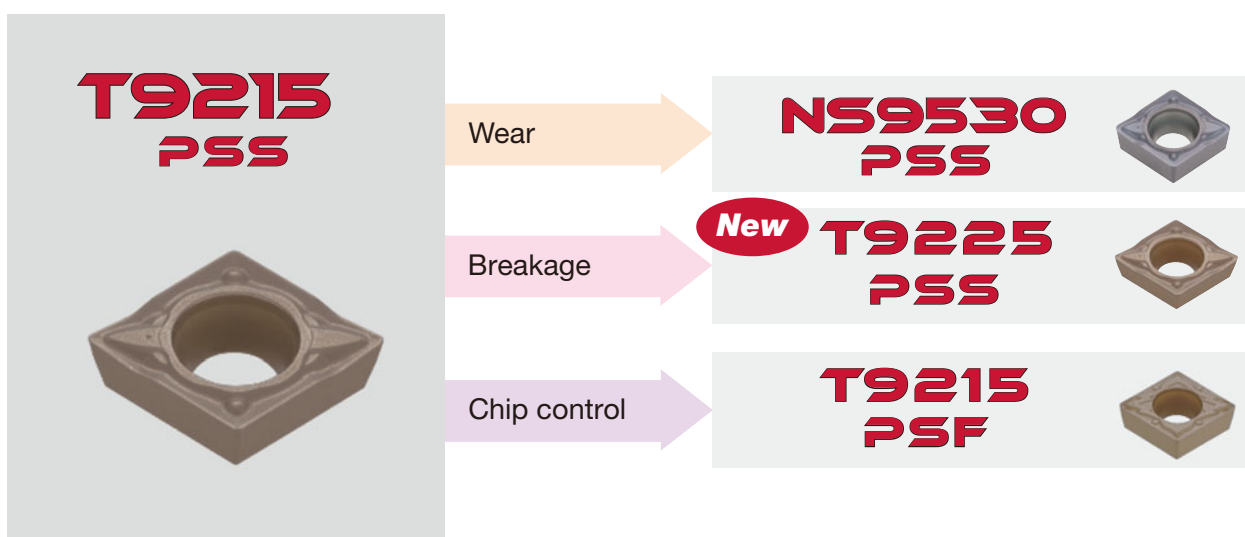 T9215
PSS
Wear
NS9530
PSS
Breakage
New
T9225
PSS
Chip control
T9215
PSF